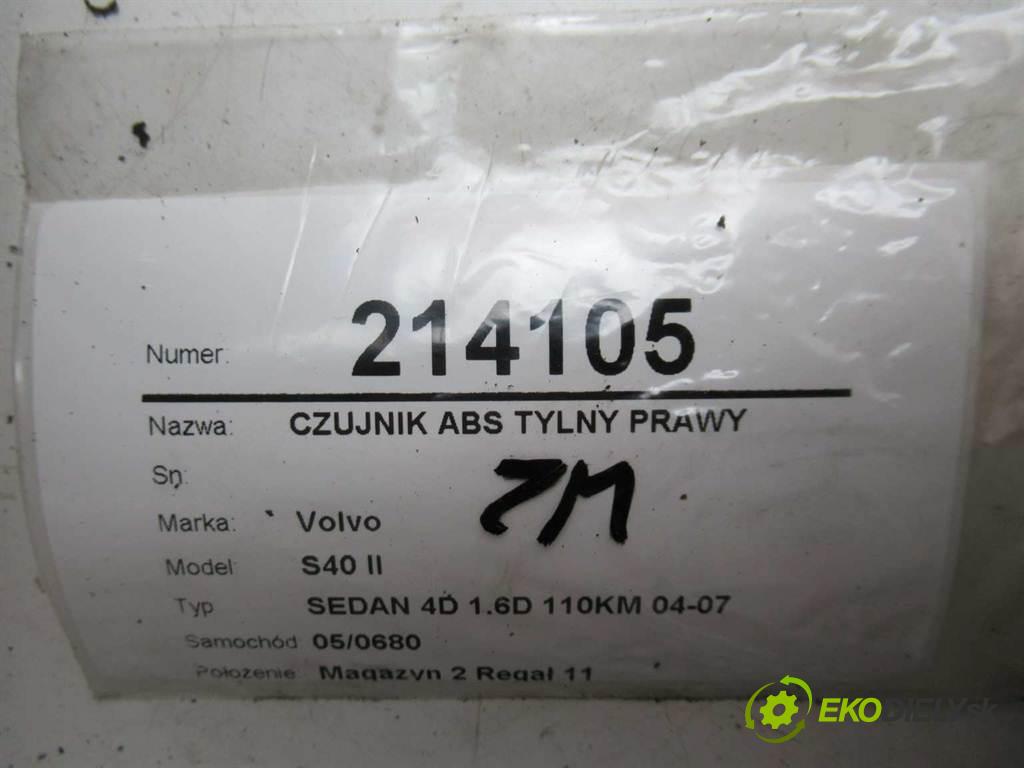 Numer: 214105
Nazwa: CZUJNIK ABS TYLNY PRAWY
Sn:
ZM
Marka: Volvo
Model: S40 II
Typ SEDAN 4D 1.6D 110KM 04-07
Samochód 05/0680
Położenie Magazyn 2 Regał 11
EKODIELY.sk